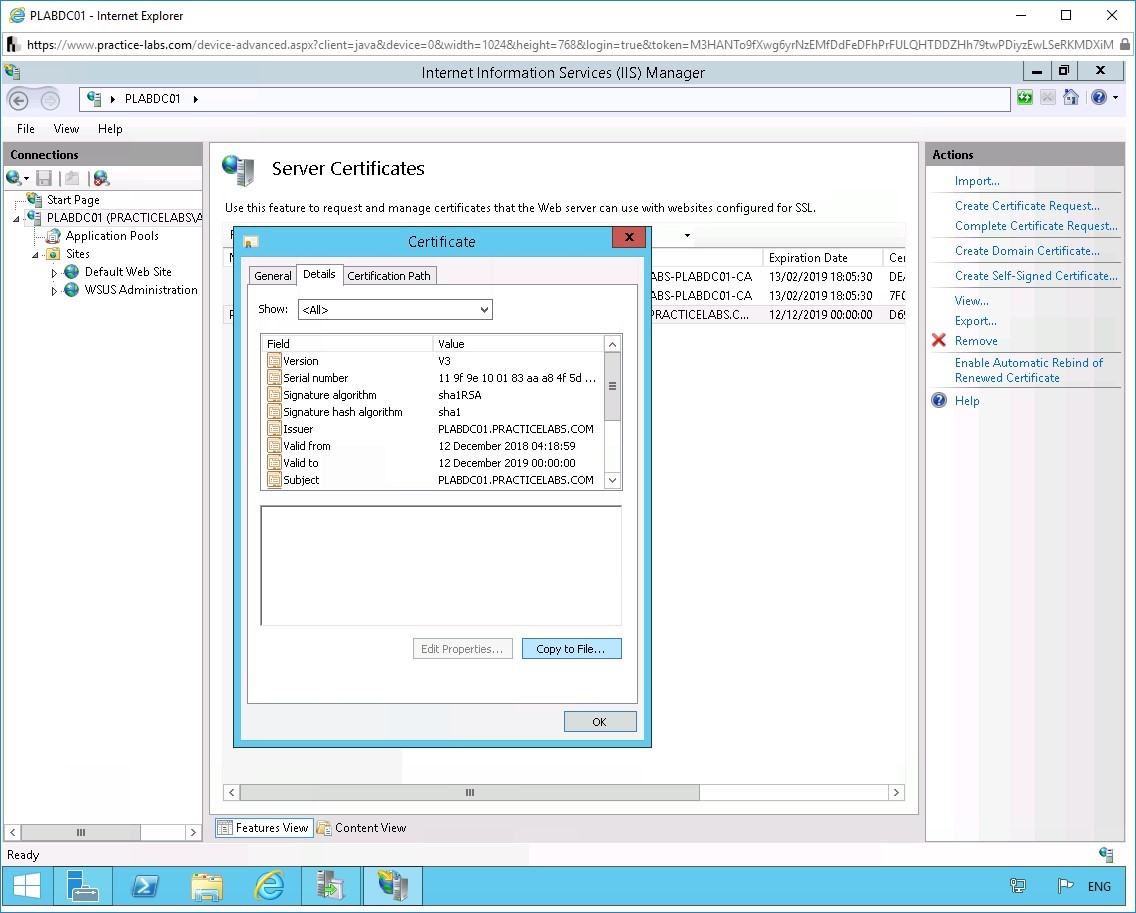 PLABDC01 - Internet Explorer
https://www.practice-labs.com/device-advanced.aspx?client=java&device=0&width=1024&height=768&login=true&token=M3HANTo9fXwg6yrNzEMfDdFeDFhPrFULQHTDDZHh79twPDiyzEwLSeRKMDXiM
Internet Information Services (IIS) Manager
PLABDC01
File View Help
Connections
Start Page
PLABDC01 (PRACTICELABS\A
Application Pools
Sites
Default Web Site
WSUS Administration
Server Certificates
Use this feature to request and manage certificates that the Web server can use with websites configured for SSL.
Expiration Date
ABS-PLABDC01-CA 13/02/2019 18:05:30
ABS-PLABDC01-CA 13/02/2019 18:05:30
PRACTICELABS.C... 12/12/2019 00:00:00
Certificate
General Details Certification Path
Show: <All>
Field Value
Version V3
Serial number 11 9f 9e 10 01 83 aa a8 4f 5d ...
Signature algorithm sha1RSA
Signature hash algorithm sha1
Issuer PLABDC01.PRACTICELABS.COM
Valid from 12 December 2018 04:18:59
Valid to 12 December 2019 00:00:00
Subject PLABDC01.PRACTICELABS.COM
Edit Properties... Copy to File...
OK
Features View Content View
Actions
Import...
Create Certificate Request...
Complete Certificate Request...
Create Domain Certificate...
Create Self-Signed Certificate...
View...
Export...
Remove
Enable Automatic Rebind of
Renewed Certificate
Help
Ready
ENG